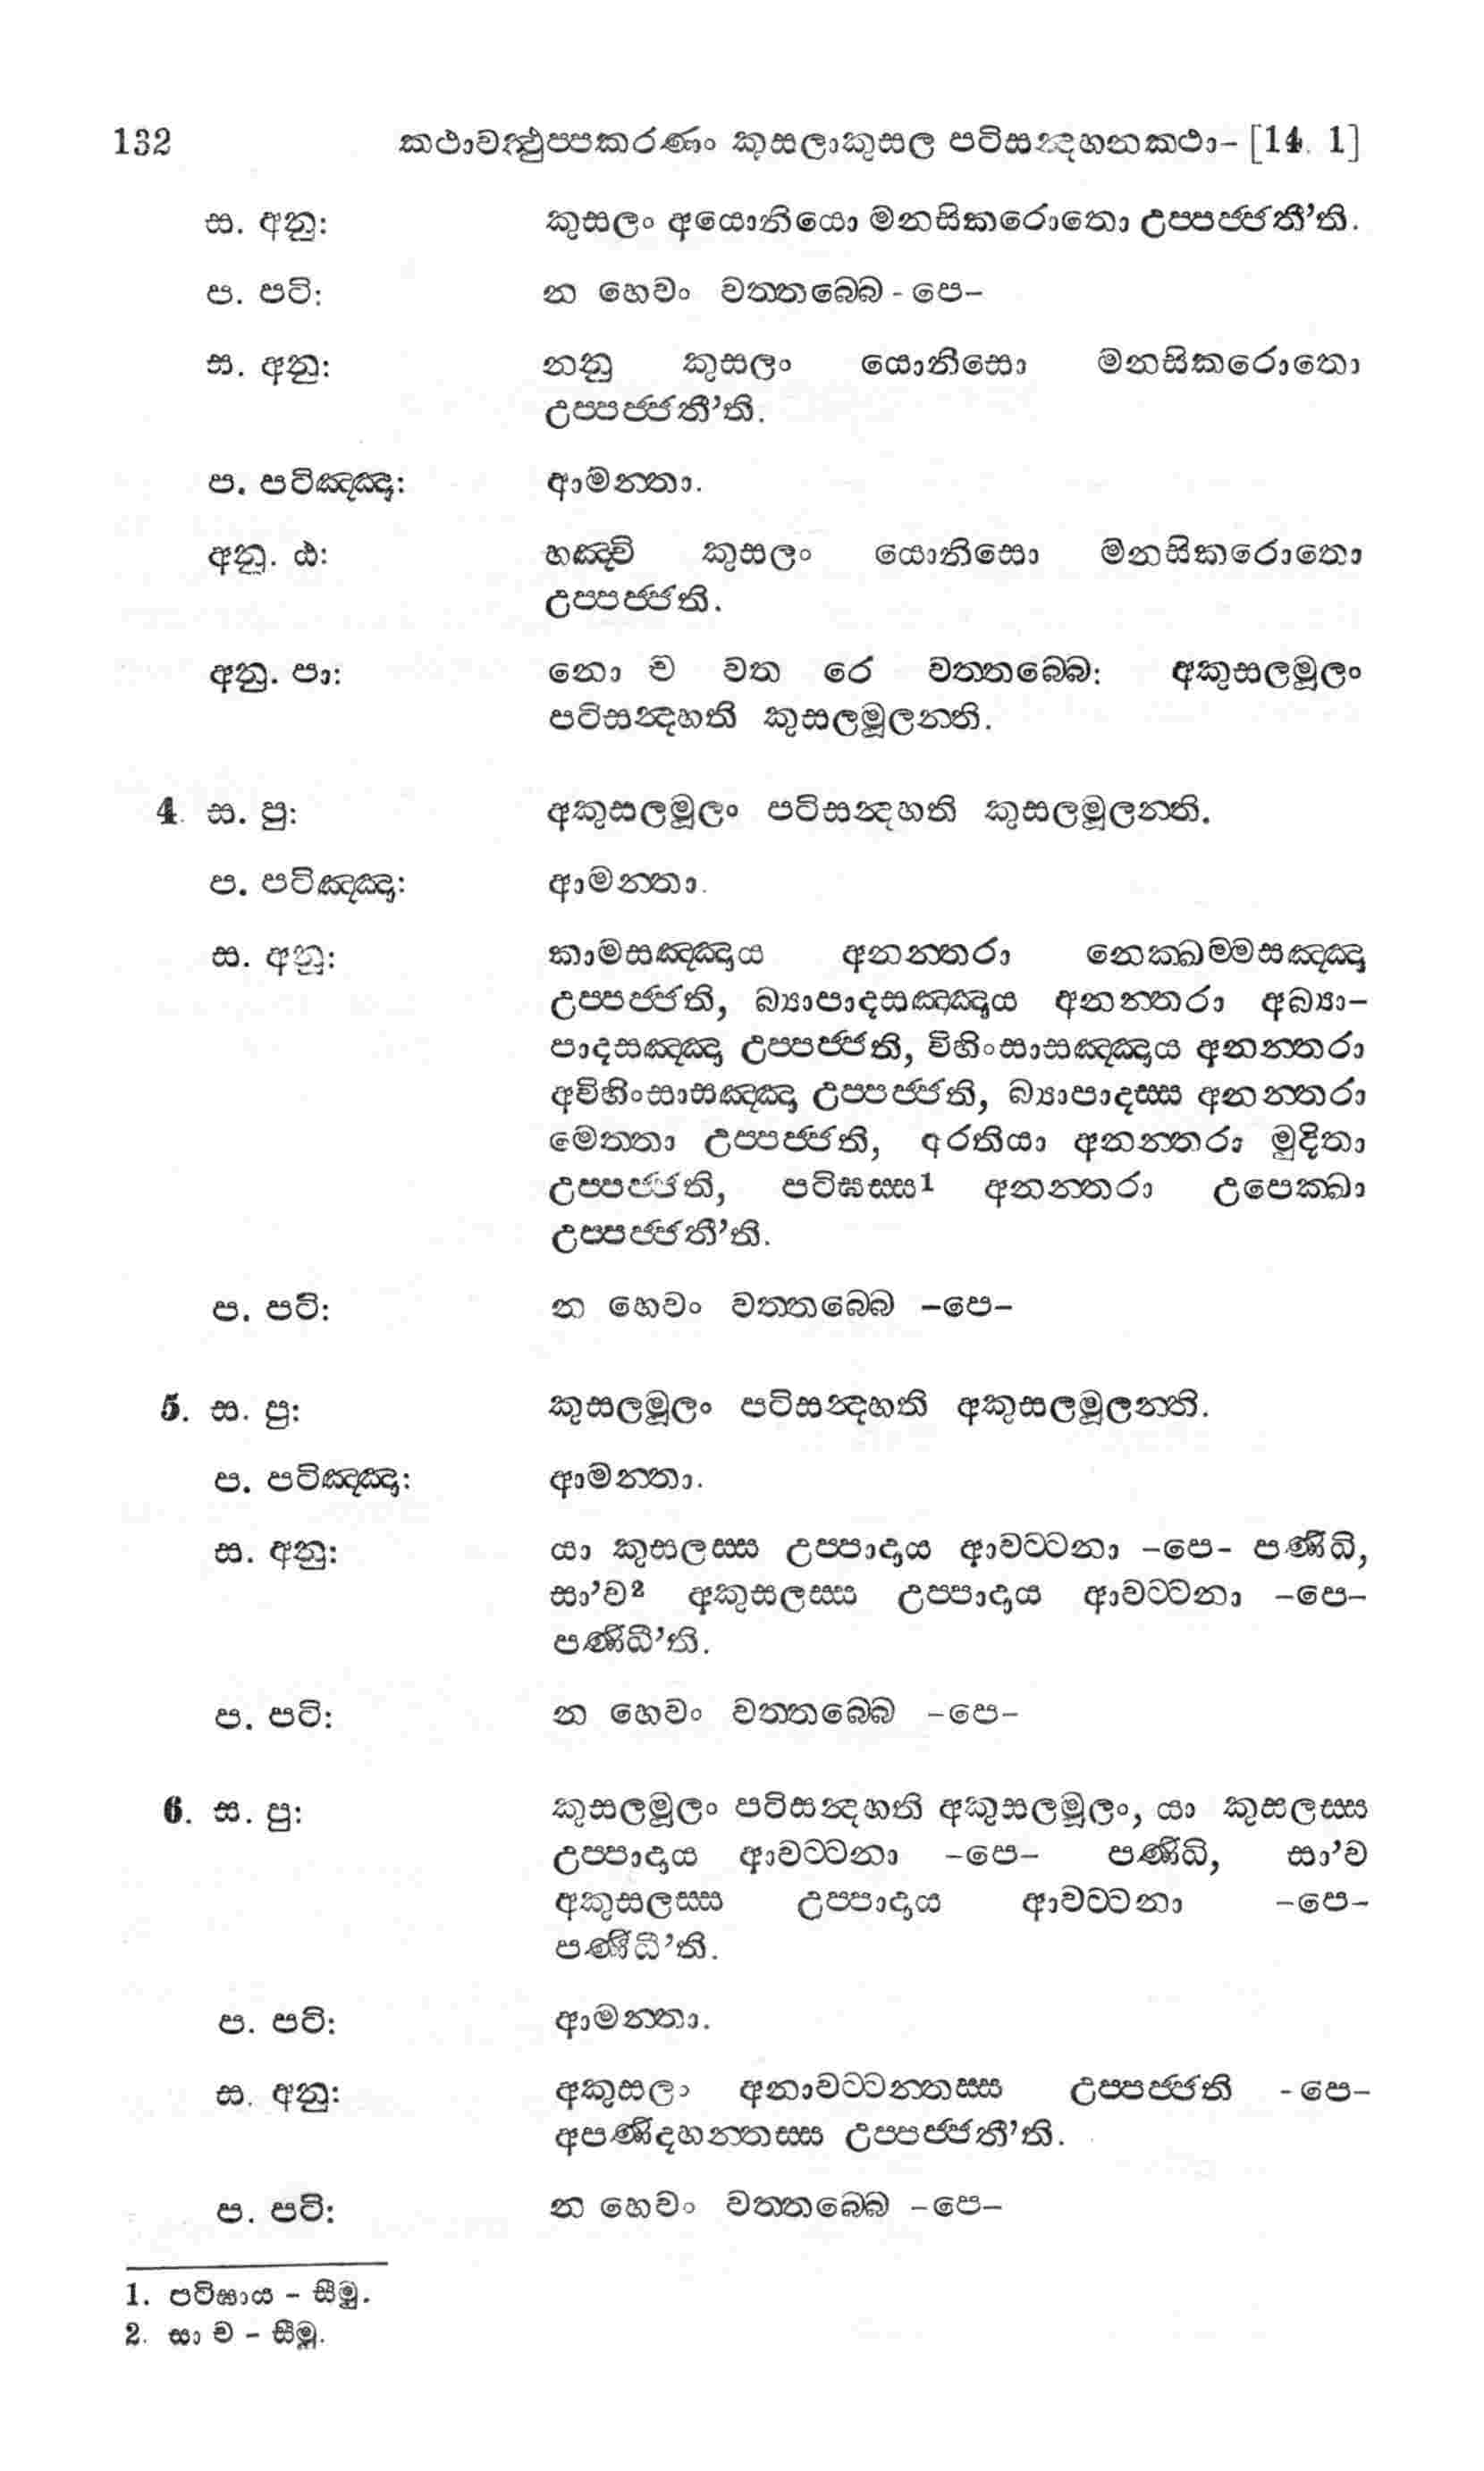 132 කථාවත්‍ථුප‍්පකරණං කුසලාකුසල පටිසන්‍දහනකථා- [14. 1]
ස. අනු: කුසලං අයොනියො මනසිකරොතො උප‍්පජ‍්ජතී’ති.
ප. පටි: න හෙවං වත‍්තබ‍්බෙ - පෙ-
ස. අනු: නනු කුසලං යොනිසො මනසිකරොතො
උප‍්පජ‍්ජතී’ති.
ප. පටිඤ‍්ඤා: ආමන‍්තා.
අනු. ඨ: හඤ‍්චි කුසලං යොනිසො මනසිකරොතො
උප‍්පජ‍්ජති.
අනු. පා: නො ච වත රෙ වත‍්තබ‍්බෙ: අකුසලමූලං
පටිසන්‍දහති කුසලමූලන‍්ති.
4. ස. පු: අකුසලමූලං පටිසන්‍දහති කුසලමූලන‍්ති.
ප. පටිඤ‍්ඤා: ආමන‍්තා.
ස. අනු: කාමසඤ‍්ඤාය අනන‍්තරා නෙක‍්ඛම‍්මසඤ‍්ඤා
උප‍්පජ‍්ජති, බ්‍යාපාදසඤ‍්ඤාය අනන‍්තරා අබ්‍යා-
පාදසඤ‍්ඤා උප‍්පජ‍්ජති, විහිංසාසඤ‍්ඤාය අනන‍්තරා
අවිහිංසාසඤ‍්ඤා උප‍්පජ‍්ජති, බ්‍යාපාදස‍්ස අනන‍්තරා
මෙත‍්තා උප‍්පජ‍්ජති, අරතියා අනන‍්තරා මුදිතා
උප‍්පජ‍්ජති, පටිඝස‍්ස1 අනන‍්තරා උපෙක‍්ඛා
උප‍්පජ‍්ජතී’ති.
ප. පටි: න හෙවං වත‍්තබ‍්බෙ -පෙ-
5. ස. පු: කුසලමූලං පටිසන්‍දහති අකුසලමූලන‍්ති.
ප. පටිඤ‍්ඤා: ආමන‍්තා.
ස. අනු: යා කුසලස‍්ස උප‍්පාදාය ආවට‍්ටනා -පෙ- පණිධි,
සා’ව2 අකුසලස‍්ස උප‍්පාදාය ආවට‍්ටනා -පෙ-
පණිධී’ති.
ප. පටි: න හෙවං වත‍්තබ‍්බෙ -පෙ-
6. ස. පු: කුසලමූලං පටිසන්‍දහති අකුසලමූලං, යා කුසලස‍්ස
උප‍්පාදාය ආවට‍්ටනා -පෙ- පණිධි, සා’ව
අකුසලස‍්ස උප‍්පාදාය ආවට‍්ටනා -පෙ-
පණිධී’ති.
ප. පටි: ආමන‍්තා.
ස. අනු: අකුසලං අනාවට‍්ටන‍්තස‍්ස උප‍්පජ‍්ජති -පෙ-
අපණිදහන‍්තස‍්ස උප‍්පජ‍්ජතී’ති.
ප. පටි: න හෙවං වත‍්තබ‍්බෙ -පෙ-
1. පටිඝාය - සීමු.
2. සා ච - සීමු.